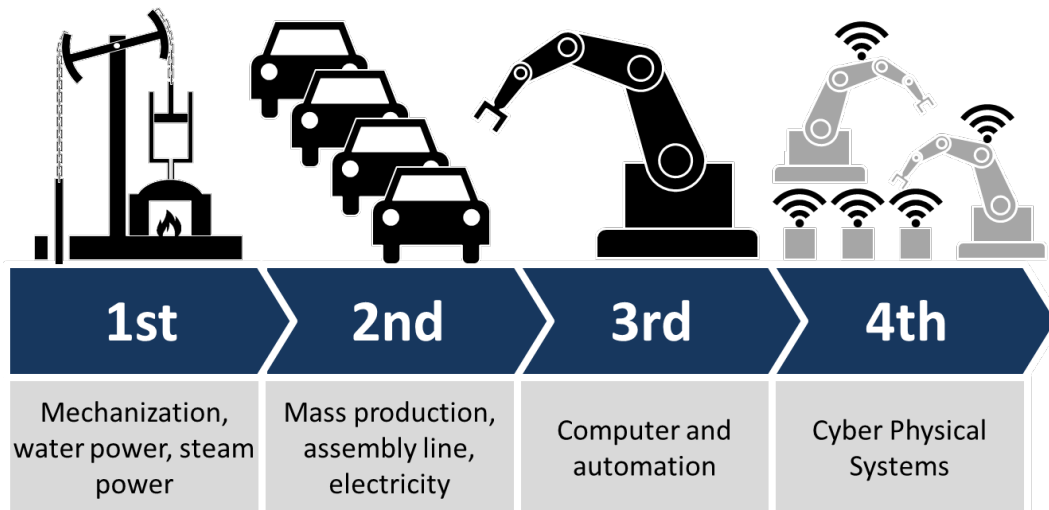 1st
2nd
3rd
4th
Mechanization,
water power, steam
power
Mass production,
assembly line,
electricity
Computer and
automation
Cyber Physical
Systems